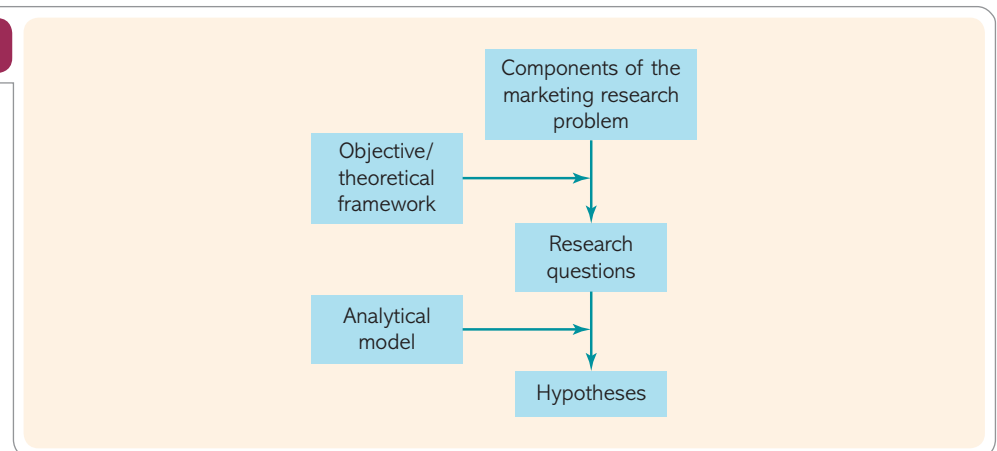 Components of the
marketing research
problem
Objective/
theoretical
framework
Research
questions
Analytical
model
Hypotheses